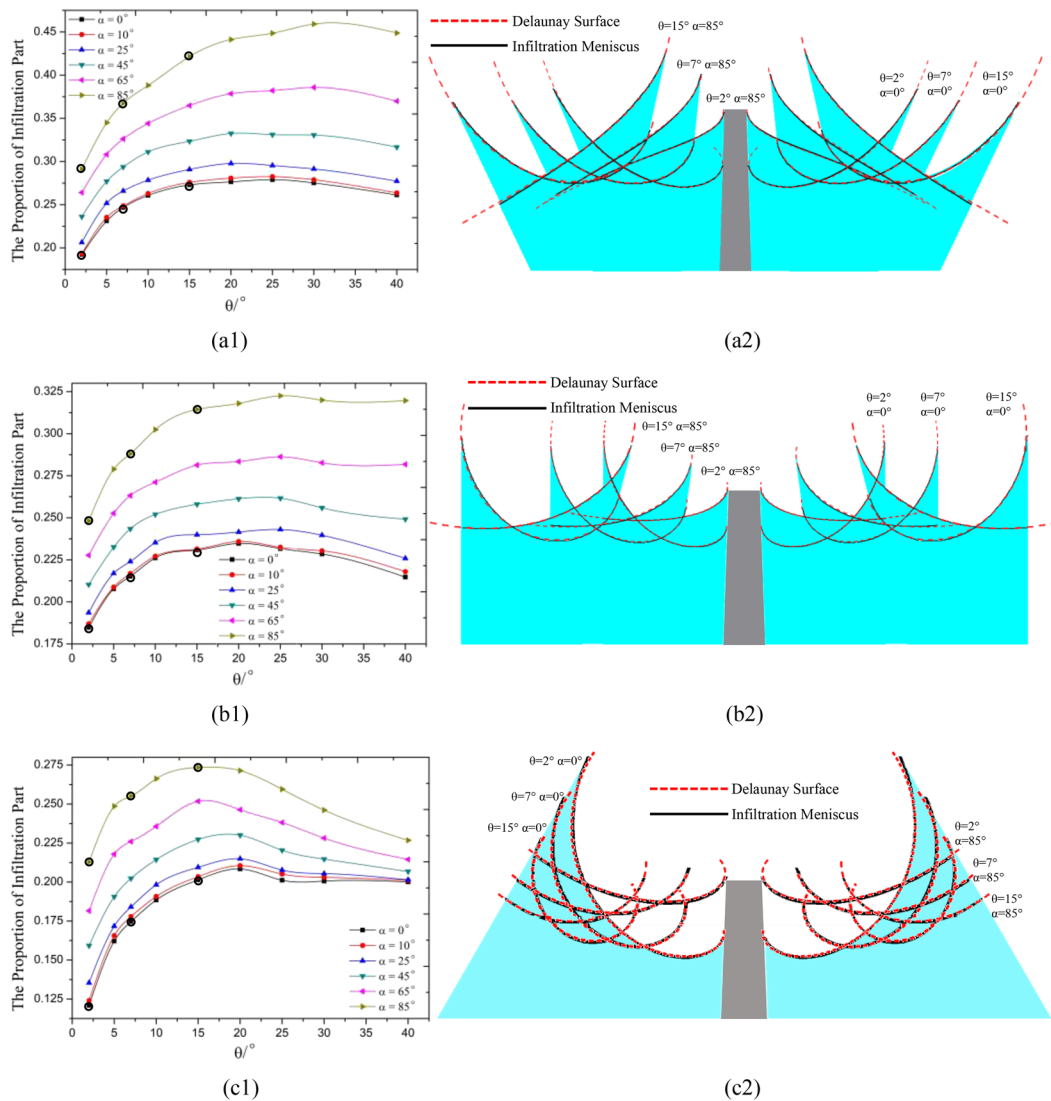 The Proportion of Infiltration Part
0.45
0.40
0.35
0.30
0.25
0.20
α = 0°
α = 10°
α = 25°
α = 45°
α = 65°
α = 85°
0 5 10 15 20 25 30 35 40
θ/°
(a1)
Delaunay Surface
Infiltration Meniscus
θ=15° α=85°
θ=7° α=85°
θ=2° α=85°
θ=2° α=0°
θ=7° α=0°
θ=15° α=0°
(a2)
The Proportion of Infiltration Part
0.325
0.300
0.275
0.250
0.225
0.200
0.175
α = 0°
α = 10°
α = 25°
α = 45°
α = 65°
α = 85°
0 5 10 15 20 25 30 35 40
θ/°
(b1)
Delaunay Surface
Infiltration Meniscus
θ=15° α=85°
θ=7° α=85°
θ=2° α=85°
θ=2° α=0°
θ=7° α=0°
θ=15° α=0°
(b2)
The Proportion of Infiltration Part
0.275
0.250
0.225
0.200
0.175
0.150
0.125
α = 0°
α = 10°
α = 25°
α = 45°
α = 65°
α = 85°
0 5 10 15 20 25 30 35 40
θ/°
(c1)
θ=2° α=0°
θ=7° α=0°
θ=15° α=0°
Delaunay Surface
Infiltration Meniscus
θ=2° α=85°
θ=7° α=85°
θ=15° α=85°
(c2)